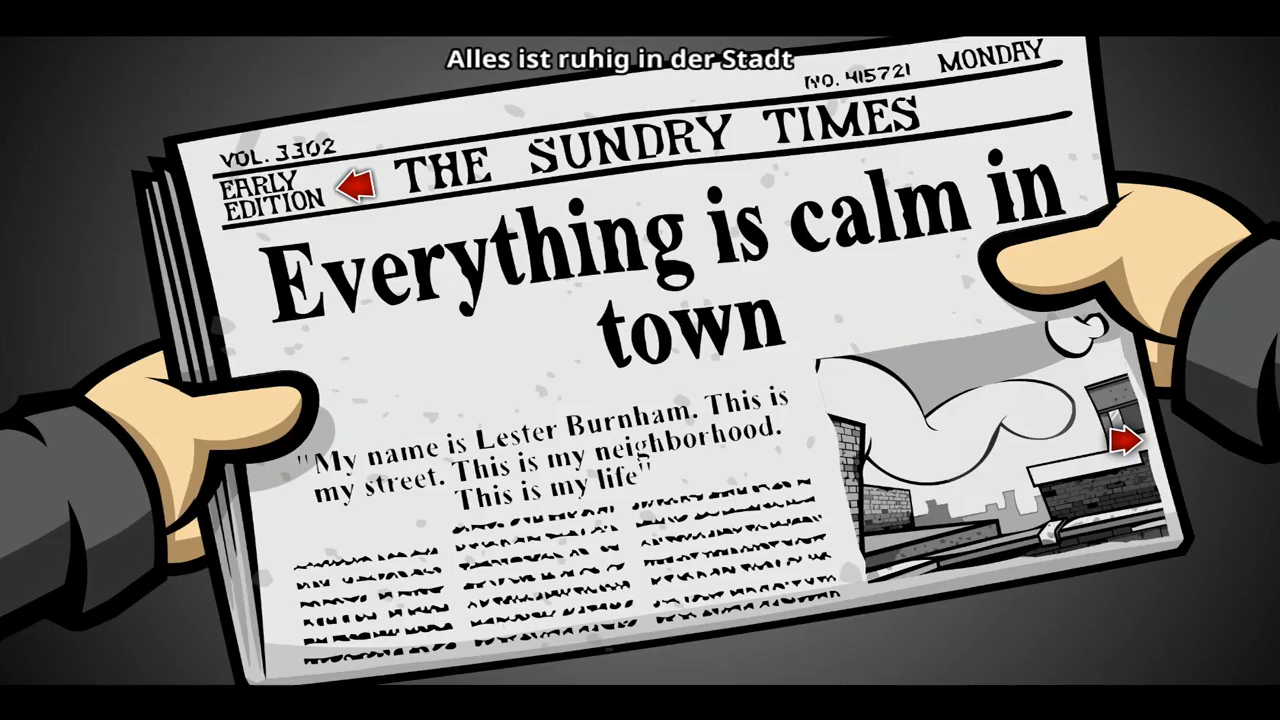 Alles ist ruhig in der Stadt
VOL. 3302
NO. 415721
MONDAY
EARLY
EDITION
THE SUNDRY TIMES
Everything is calm in
town
"My name is Lester Burnham. This is
my street. This is my neighborhood.
This is my life"